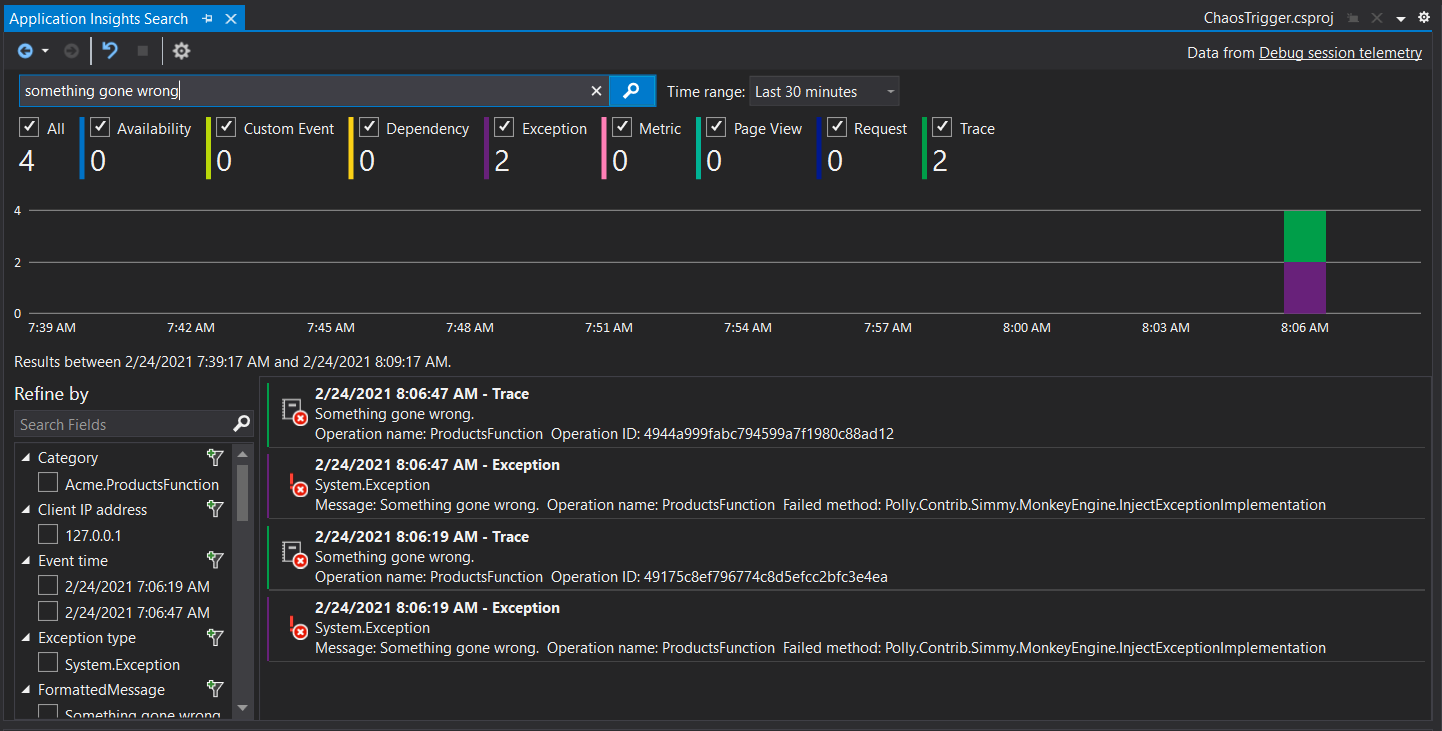 Application Insights Search
ChaosTrigger.csproj
Data from Debug session telemetry
something gone wrong
Time range: Last 30 minutes
All Availability Custom Event Dependency Exception Metric Page View Request Trace
4 0 0 0 2 0 0 0 2
4
2
0
7:39 AM 7:42 AM 7:45 AM 7:48 AM 7:51 AM 7:54 AM 7:57 AM 8:00 AM 8:03 AM 8:06 AM
Results between 2/24/2021 7:39:17 AM and 2/24/2021 8:09:17 AM.
Refine by
Search Fields
Category
Acme.ProductsFunction
Client IP address
127.0.0.1
Event time
2/24/2021 7:06:19 AM
2/24/2021 7:06:47 AM
Exception type
System.Exception
FormattedMessage
Something gone wrong
2/24/2021 8:06:47 AM - Trace
Something gone wrong.
Operation name: ProductsFunction Operation ID: 4944a999fabc794599a7f1980c88ad12
2/24/2021 8:06:47 AM - Exception
System.Exception
Message: Something gone wrong. Operation name: ProductsFunction Failed method: Polly.Contrib.Simmy.MonkeyEngine.InjectExceptionImplementation
2/24/2021 8:06:19 AM - Trace
Something gone wrong.
Operation name: ProductsFunction Operation ID: 49175c8ef796774c8d5efcc2bfc3e4ea
2/24/2021 8:06:19 AM - Exception
System.Exception
Message: Something gone wrong. Operation name: ProductsFunction Failed method: Polly.Contrib.Simmy.MonkeyEngine.InjectExceptionImplementation